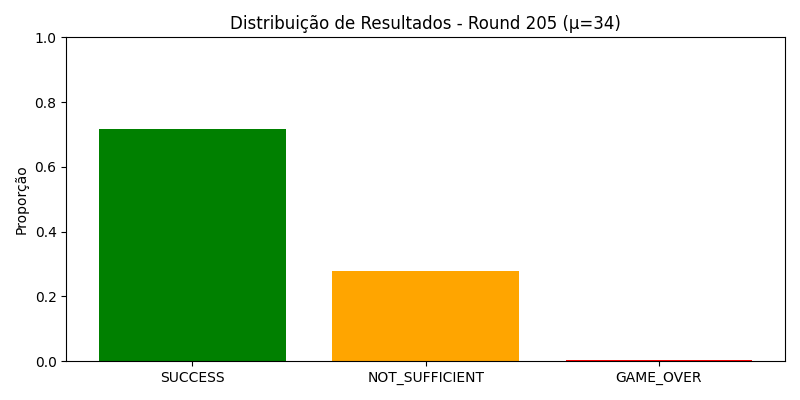 Distribuição de Resultados - Round 205 (μ=34)
1.0
0.8
0.6
0.4
0.2
0.0
Proporção
SUCCESS
NOT_SUFFICIENT
GAME_OVER